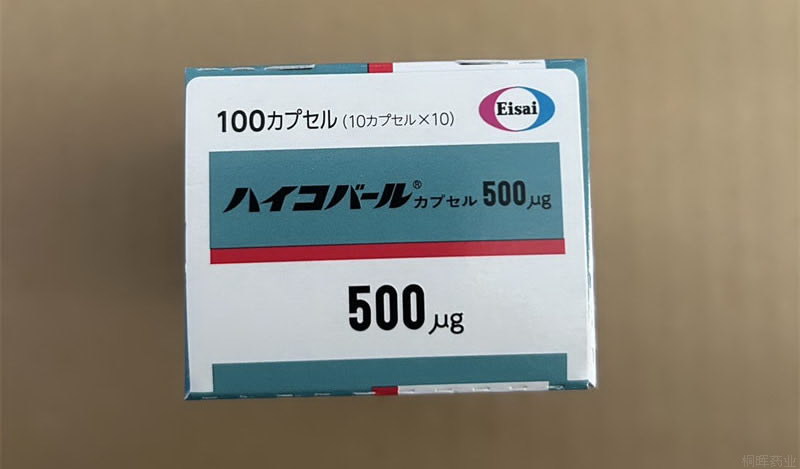 100カプセル (10カプセル×10)
Eisai
ハイコバール® カプセル 500μg
500μg
桐晖药业